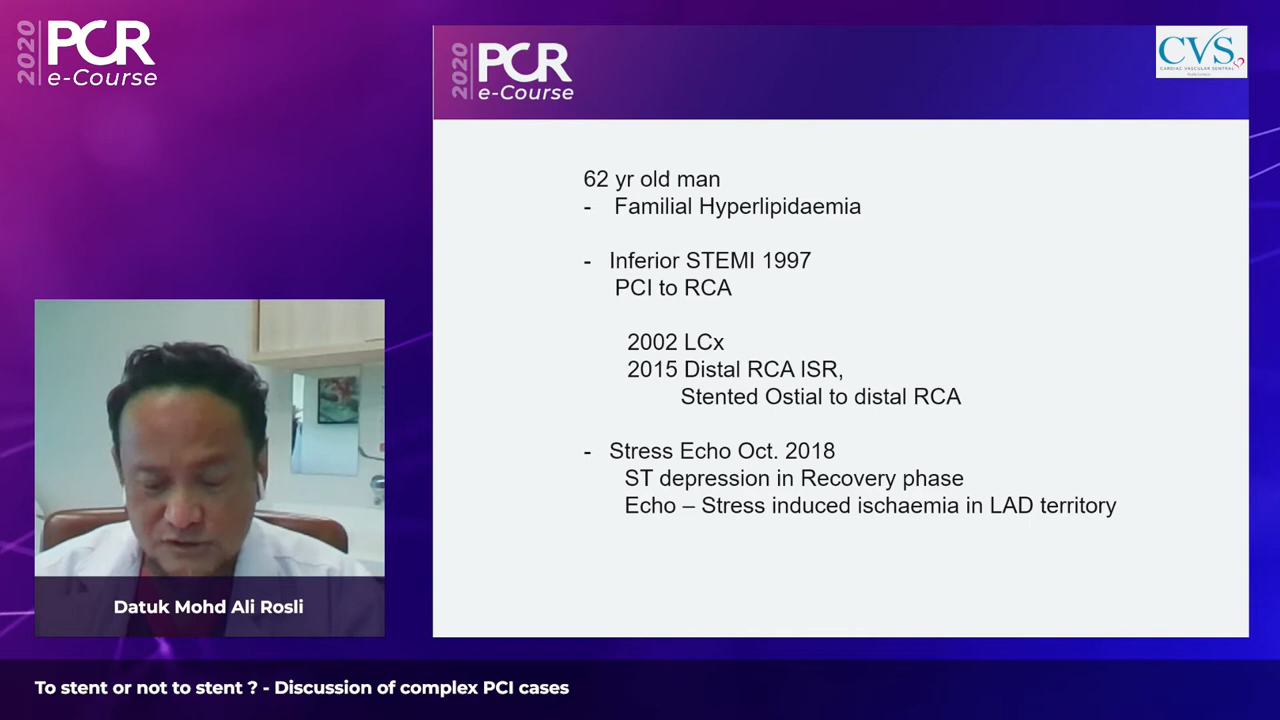 2020 PCR
e-Course
2020 PCR
e-Course
CVS
CARDIAC VASCULAR SENTRAL
62 yr old man
- Familial Hyperlipidaemia
- Inferior STEMI 1997
PCI to RCA
2002 LCx
2015 Distal RCA ISR,
Stented Ostial to distal RCA
- Stress Echo Oct. 2018
ST depression in Recovery phase
Echo – Stress induced ischaemia in LAD territory
Datuk Mohd Ali Rosli
To stent or not to stent ? - Discussion of complex PCI cases